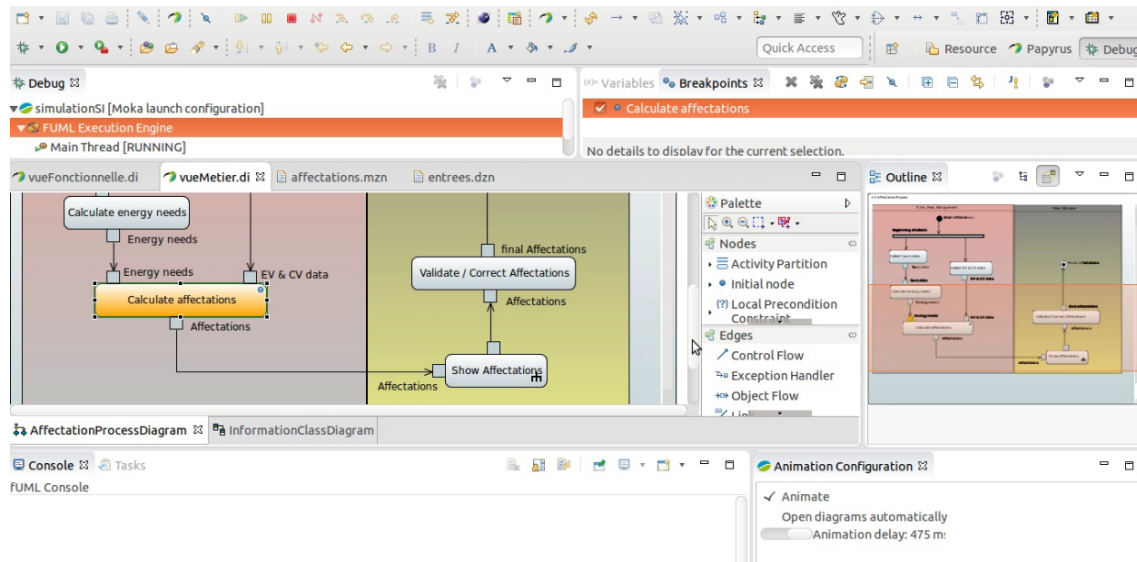 B I A
Quick Access
Resource Papyrus Debug
Debug
(x)= Variables Breakpoints
simulationSI [Moka launch configuration]
FUML Execution Engine
Main Thread [RUNNING]
Calculate affectations
No details to display for the current selection.
vueFonctionnelle.di vueMetier.di affectations.mzn entrees.dzn
Outline
Calculate energy needs
Energy needs
Energy needs
EV & CV data
Calculate affectations
Affectations
final Affectations
Validate / Correct Affectations
Affectations
Show Affectations
Affectations
Palette
Nodes
Activity Partition
Initial node
Local Precondition
Constraint
Edges
Control Flow
Exception Handler
Object Flow
AffectationProcessDiagram InformationClassDiagram
Console Tasks
fUML Console
Animation Configuration
Animate
Open diagrams automatically
Animation delay: 475 m